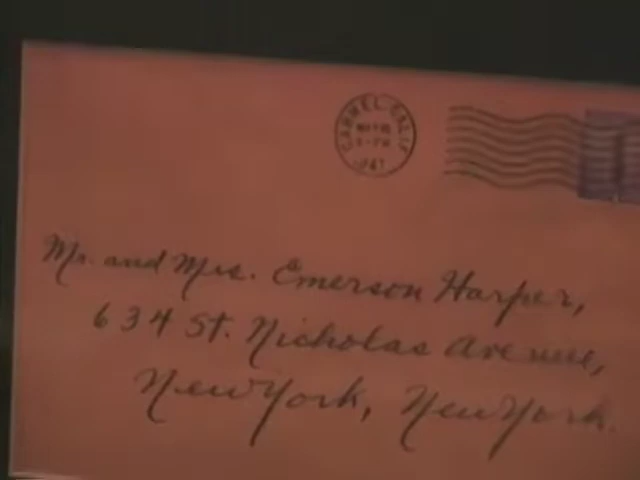 CARMEL, CALIF.
1941
Mr. and Mrs. Emerson Harper,
634 St. Nicholas Avenue,
New York, New York.